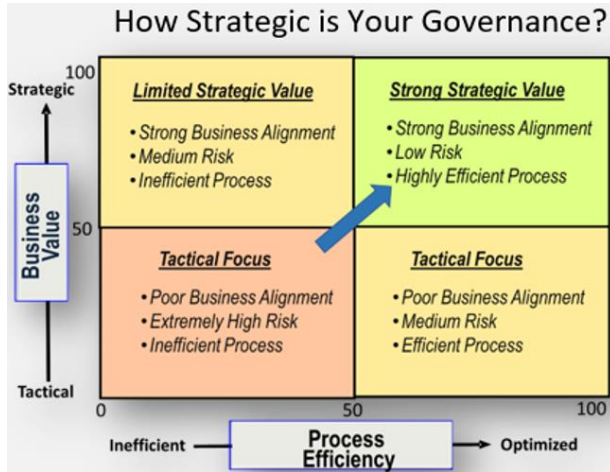 How Strategic is Your Governance?
100
Strategic
Business
Value
50
Tactical
Limited Strategic Value
• Strong Business Alignment
• Medium Risk
• Inefficient Process
Strong Strategic Value
• Strong Business Alignment
• Low Risk
• Highly Efficient Process
Tactical Focus
• Poor Business Alignment
• Extremely High Risk
• Inefficient Process
Tactical Focus
• Poor Business Alignment
• Medium Risk
• Efficient Process
0
50
100
Inefficient
Process
Efficiency
Optimized